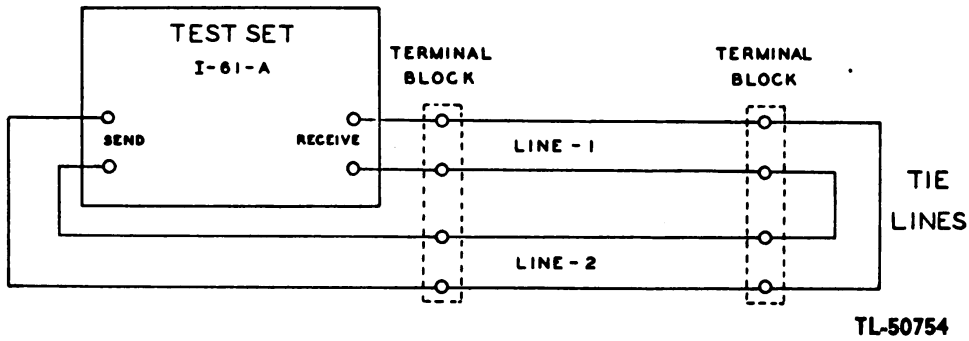 TEST SET
I-61-A
SEND
RECEIVE
TERMINAL
BLOCK
TERMINAL
BLOCK
LINE-1
LINE-2
TIE
LINES
TL-50754